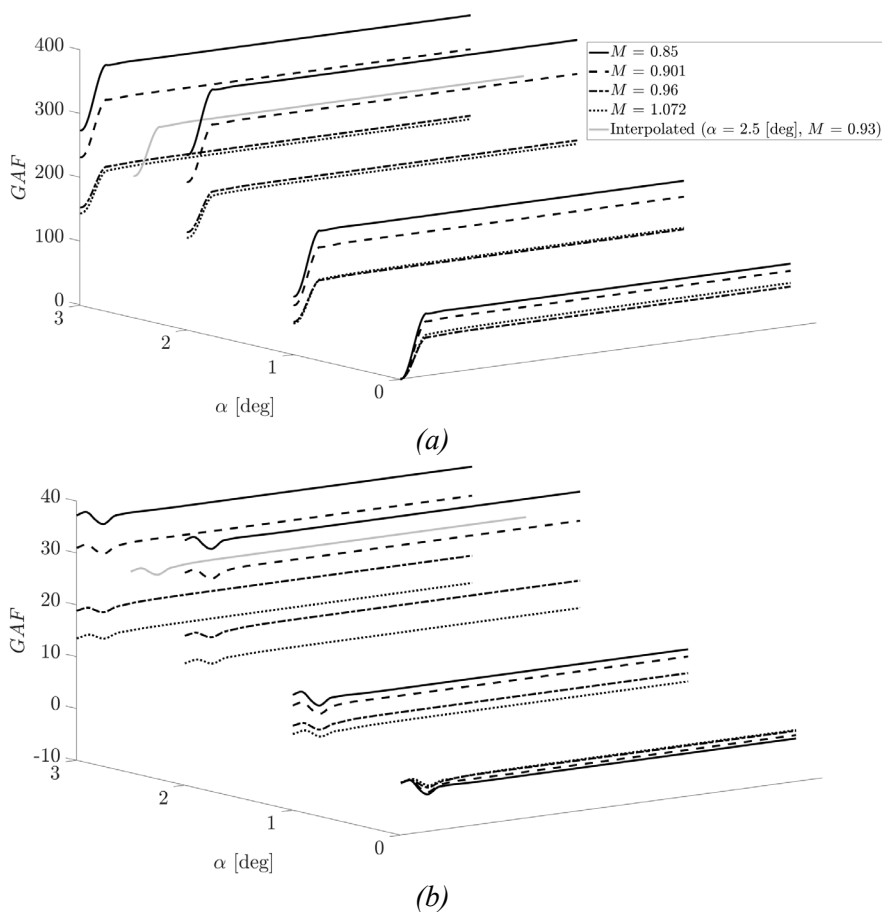 400
300
200
100
0
GAF
3
2
1
0
α [deg]
M = 0.85
M = 0.901
M = 0.96
M = 1.072
Interpolated (α = 2.5 [deg], M = 0.93)
(a)
40
30
20
10
0
-10
GAF
3
2
1
0
α [deg]
(b)